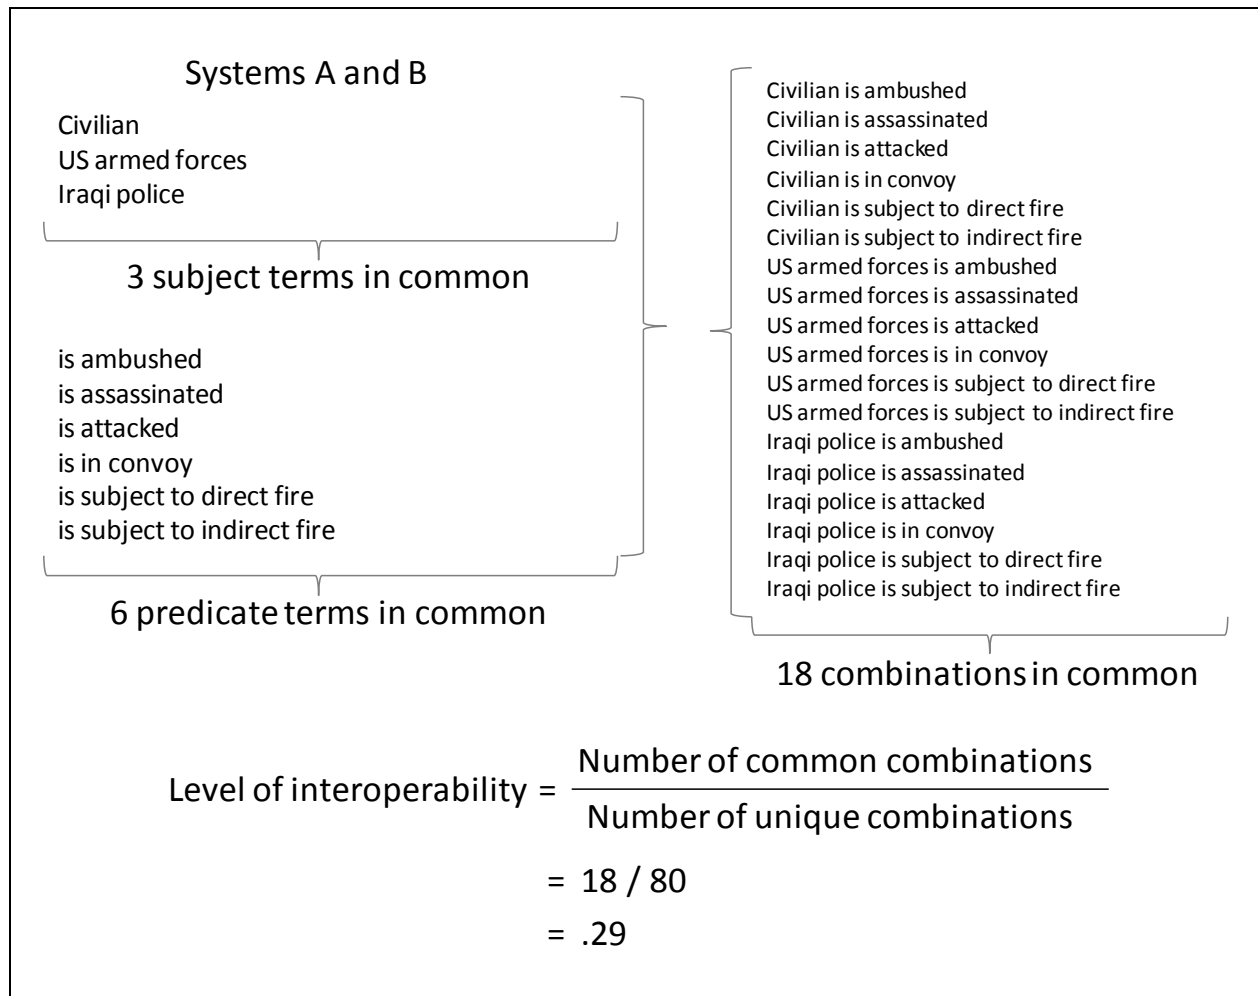 Systems A and B
Civilian
US armed forces
Iraqi police
3 subject terms in common
is ambushed
is assassinated
is attacked
is in convoy
is subject to direct fire
is subject to indirect fire
6 predicate terms in common
Civilian is ambushed
Civilian is assassinated
Civilian is attacked
Civilian is in convoy
Civilian is subject to direct fire
Civilian is subject to indirect fire
US armed forces is ambushed
US armed forces is assassinated
US armed forces is attacked
US armed forces is in convoy
US armed forces is subject to direct fire
US armed forces is subject to indirect fire
Iraqi police is ambushed
Iraqi police is assassinated
Iraqi police is attacked
Iraqi police is in convoy
Iraqi police is subject to direct fire
Iraqi police is subject to indirect fire
18 combinations in common
Level of interoperability =
Number of common combinations
Number of unique combinations
= 18 / 80
= .29